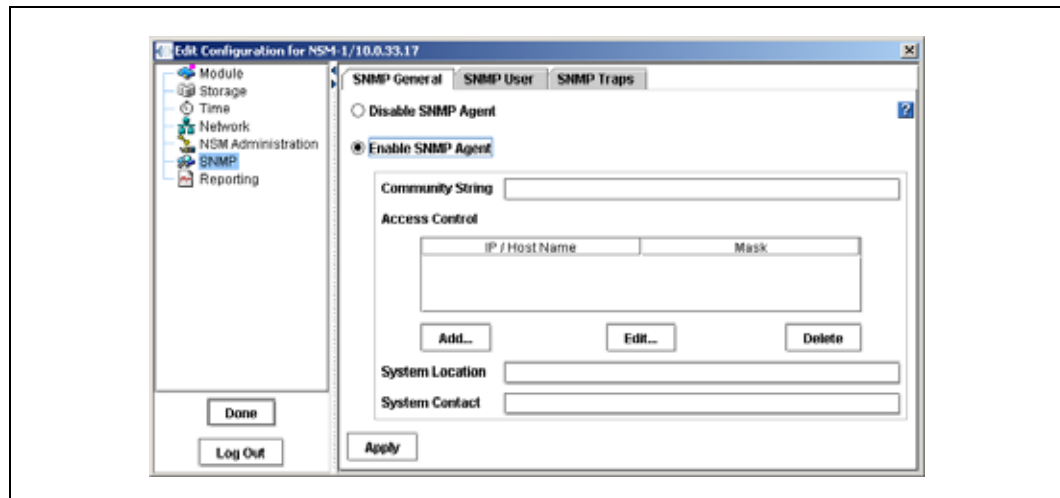 Edit Configuration for NSM-1/10.0.33.17
Module
Storage
Time
Network
NSM Administration
SNMP
Reporting
Done
Log Out
SNMP General
SNMP User
SNMP Traps
Disable SNMP Agent
?
Enable SNMP Agent
Community String
Access Control
IP / Host Name
Mask
Add...
Edit...
Delete
System Location
System Contact
Apply